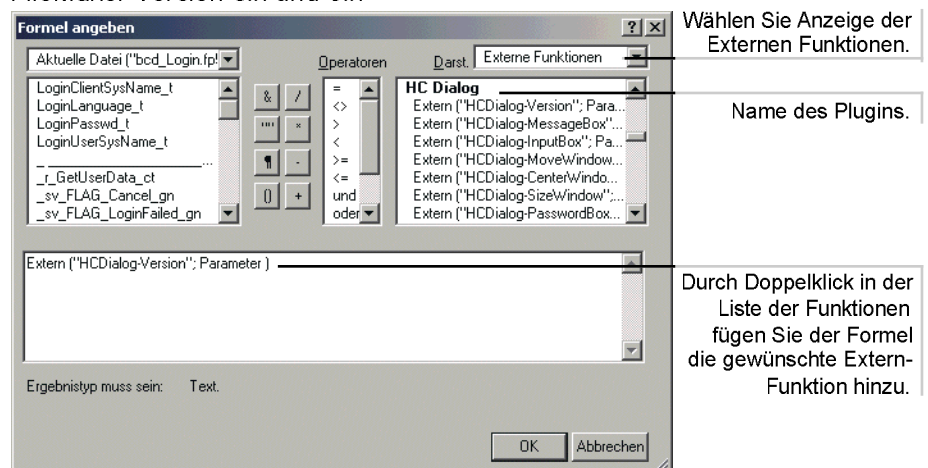 Formel angeben
Aktuelle Datei ("bcd_Login.fp!
Operatoren
Darst.
Externe Funktionen
LoginClientSysName_t
LoginLanguage_t
LoginPasswd_t
LoginUserSysName_t
_ ________________...
_r_GetUserData_ct
_sv_FLAG_Cancel_gn
_sv_FLAG_LoginFailed_gn
& /
"" *
¶ -
() +
=
<>
>
<
>=
<=
und
oder
HC Dialog
Extern ("HCDialog-Version"; Para...
Extern ("HCDialog-MessageBox"...
Extern ("HCDialog-InputBox"; Pa...
Extern ("HCDialog-MoveWindow...
Extern ("HCDialog-CenterWindo...
Extern ("HCDialog-SizeWindow";...
Extern ("HCDialog-PasswordBox...
Extern ("HCDialog-Version"; Parameter )
Ergebnistyp muss sein: Text.
OK Abbrechen
Wählen Sie Anzeige der
Externen Funktionen.
Name des Plugins.
Durch Doppelklick in der
Liste der Funktionen
fügen Sie der Formel
die gewünschte Extern-
Funktion hinzu.